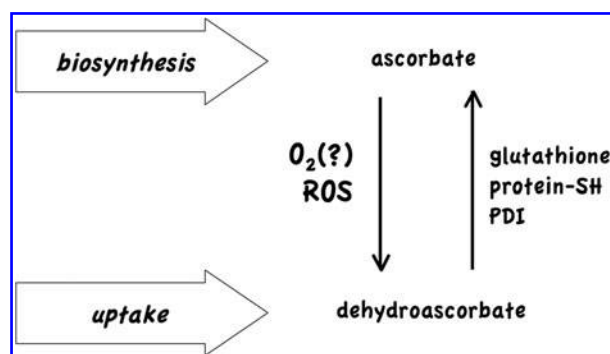 biosynthesis
ascorbate
O₂(?)
ROS
glutathione
protein-SH
PDI
uptake
dehydroascorbate